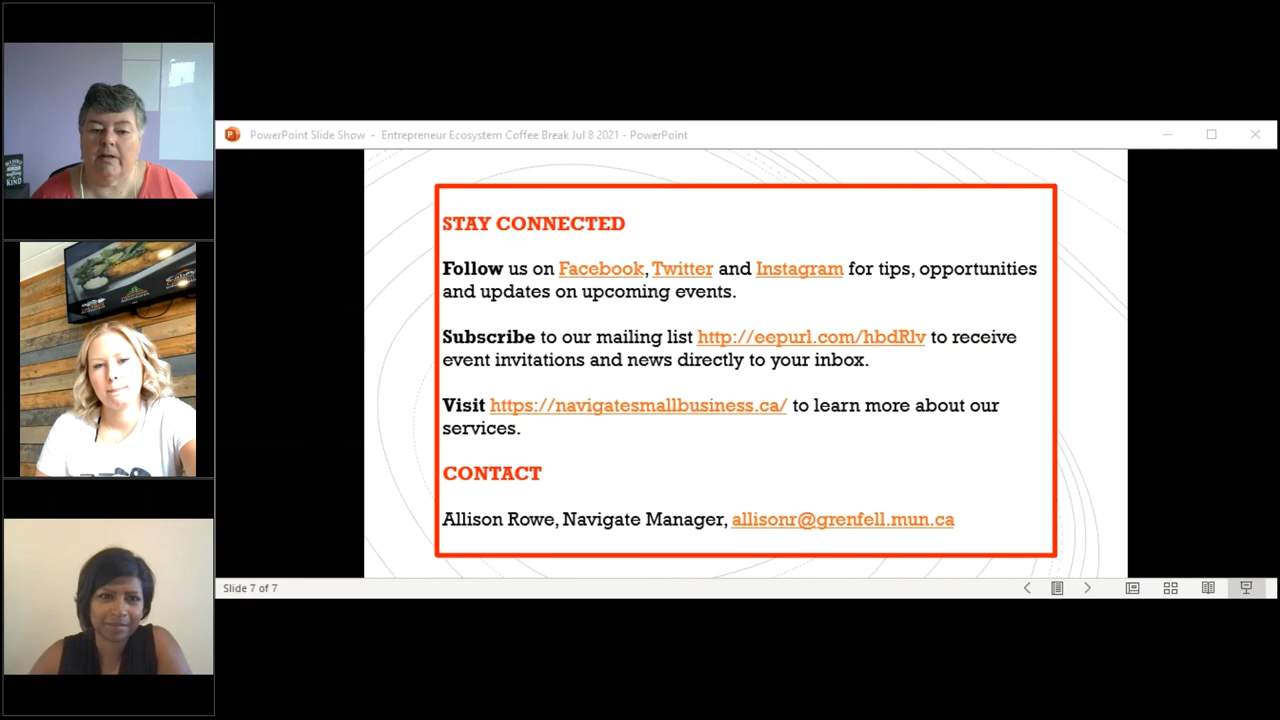 PowerPoint Slide Show - Entrepreneur Ecosystem Coffee Break Jul 8 2021 - PowerPoint
STAY CONNECTED
Follow us on Facebook, Twitter and Instagram for tips, opportunities
and updates on upcoming events.
Subscribe to our mailing list http://eepurl.com/hbdRlv to receive
event invitations and news directly to your inbox.
Visit https://navigatesmallbusiness.ca/ to learn more about our
services.
CONTACT
Allison Rowe, Navigate Manager, allisonr@grenfell.mun.ca
Slide 7 of 7
KIND